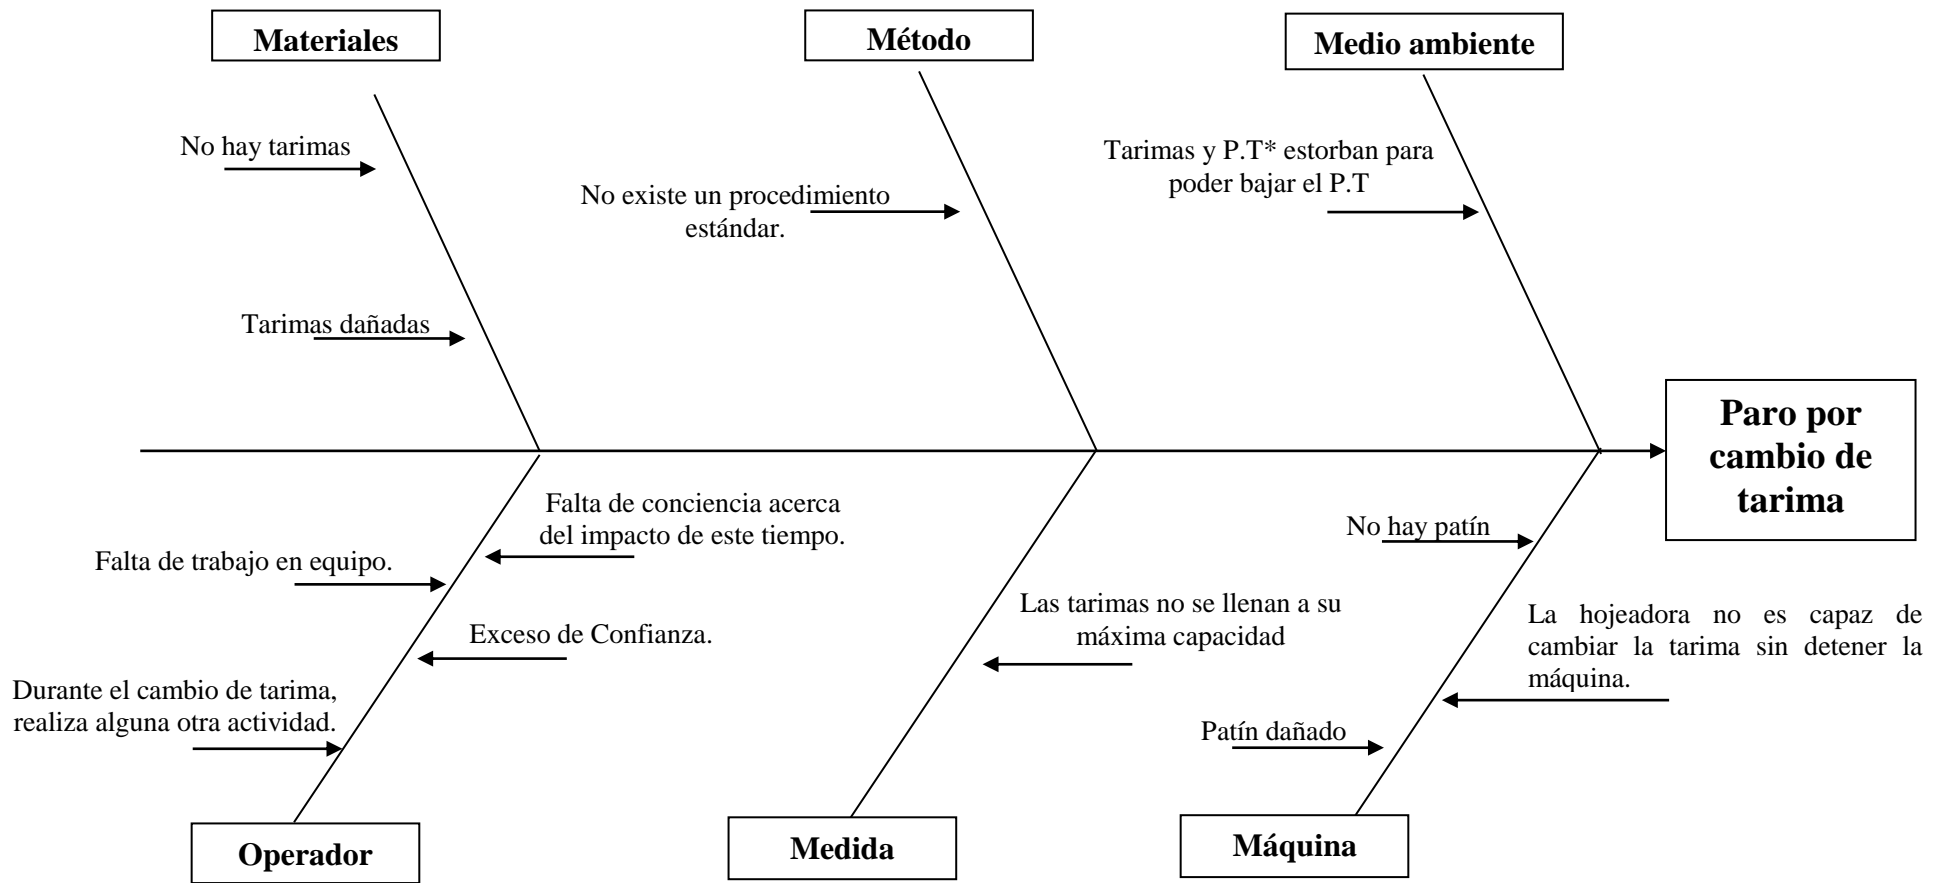 Materiales
Método
Medio ambiente
No hay tarimas
Tarimas dañadas
No existe un procedimiento
estándar.
Tarimas y P.T* estorban para
poder bajar el P.T
Paro por
cambio de
tarima
Falta de conciencia acerca
del impacto de este tiempo.
Falta de trabajo en equipo.
Exceso de Confianza.
Durante el cambio de tarima,
realiza alguna otra actividad.
Las tarimas no se llenan a su
máxima capacidad
No hay patín
La hojeadora no es capaz de
cambiar la tarima sin detener la
máquina.
Patín dañado
Operador
Medida
Máquina